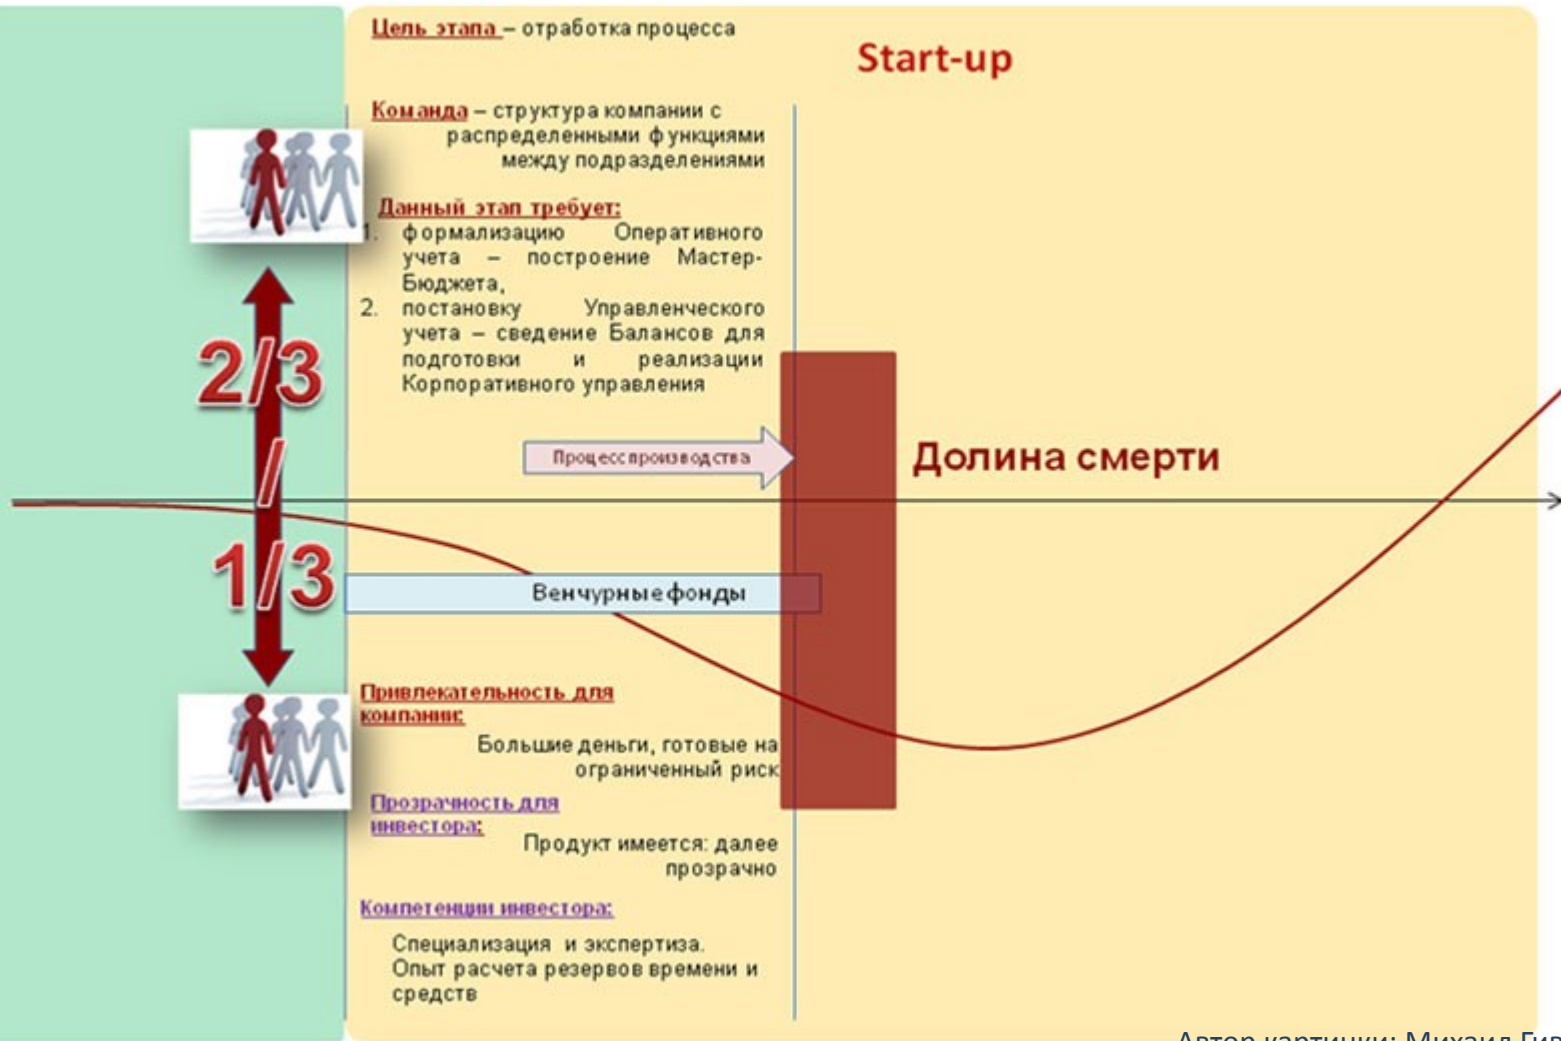 Цель этапа – отработка процесса
Start-up
Команда – структура компании с
распределенными функциями
между подразделениями
Данный этап требует:
1. формализацию Оперативного
учета – построение Мастер-
Бюджета,
2. постановку Управленческого
учета – сведение Балансов для
подготовки и реализации
Корпоративного управления
2/3
/
1/3
Процесс производства
Долина смерти
Венчурные фонды
Привлекательность для
компании:
Большие деньги, готовые на
ограниченный риск
Прозрачность для
инвестора:
Продукт имеется: далее
прозрачно
Компетенции инвестора:
Специализация и экспертиза.
Опыт расчета резервов времени и
средств
Автор картинки: Михаил